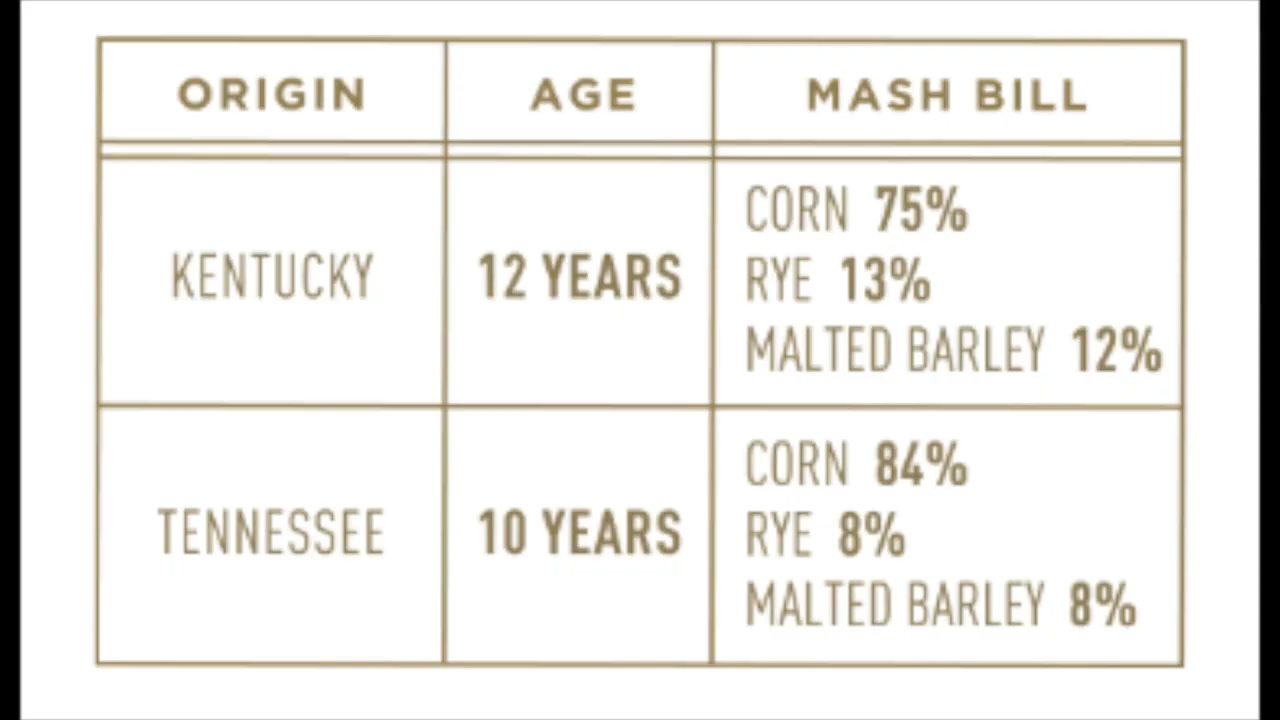 ORIGIN AGE MASH BILL
KENTUCKY 12 YEARS CORN 75%
RYE 13%
MALTED BARLEY 12%
TENNESSEE 10 YEARS CORN 84%
RYE 8%
MALTED BARLEY 8%